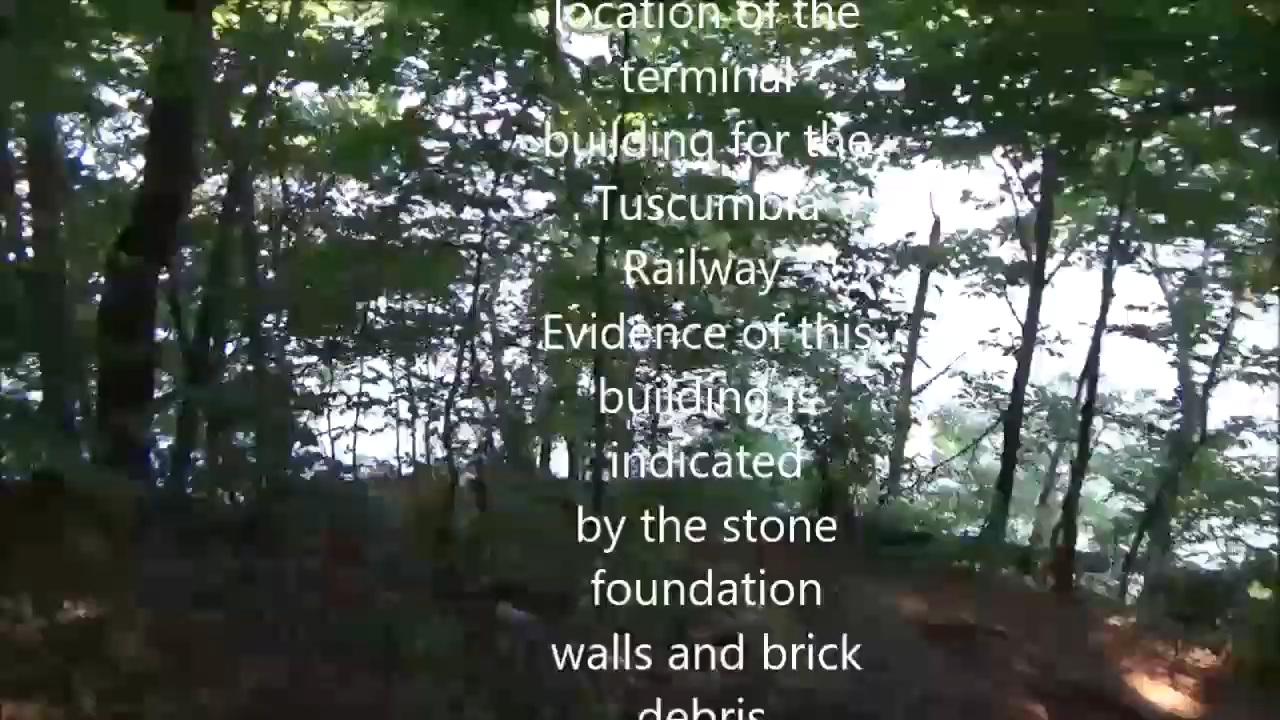 location of the
terminal
building for the
Tuscumbia
Railway
Evidence of this
building is
indicated
by the stone
foundation
walls and brick
debris